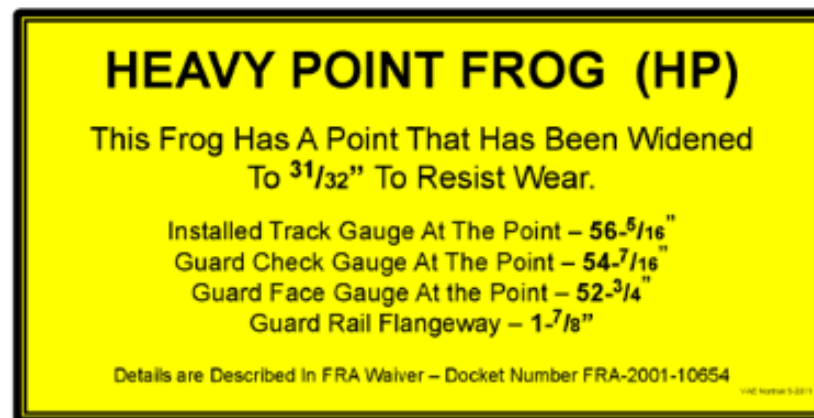 HEAVY POINT FROG (HP)
This Frog Has A Point That Has Been Widened
To 31/32" To Resist Wear.
Installed Track Gauge At The Point – 56-5/16"
Guard Check Gauge At The Point – 54-7/16"
Guard Face Gauge At the Point – 52-3/4"
Guard Rail Flangeway – 1-7/8"
Details are Described In FRA Waiver – Docket Number FRA-2001-10654